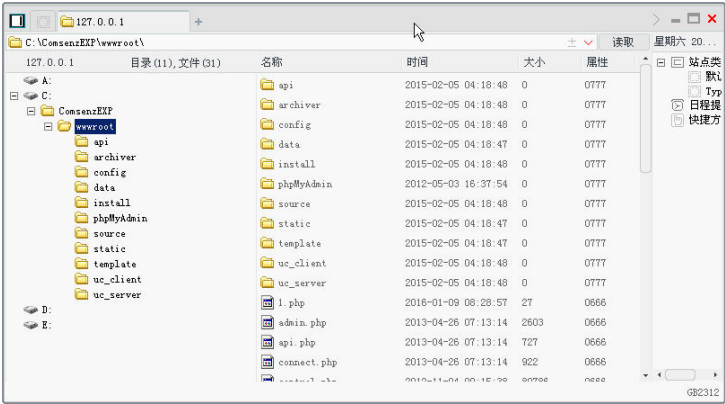 127.0.0.1
C:\ComsenzEXP\wwwroot\ 读取 星期六 20...
127.0.0.1 目录(11),文件(31) 名称 时间 大小 属性
A:
C:
ComsenzEXP
wwwroot
api
archiver
config
data
install
phpMyAdmin
source
static
template
uc_client
uc_server
D:
E:
api 2015-02-05 04:18:48 0 0777
archiver 2015-02-05 04:18:48 0 0777
config 2015-02-05 04:18:48 0 0777
data 2015-02-05 04:18:47 0 0777
install 2015-02-05 04:18:48 0 0777
phpMyAdmin 2012-05-03 16:37:54 0 0777
source 2015-02-05 04:18:48 0 0777
static 2015-02-05 04:18:47 0 0777
template 2015-02-05 04:18:47 0 0777
uc_client 2015-02-05 04:18:48 0 0777
uc_server 2015-02-05 04:18:48 0 0777
1.php 2016-01-09 08:28:57 27 0666
admin.php 2013-04-26 07:13:14 2603 0666
api.php 2013-04-26 07:13:14 727 0666
connect.php 2013-04-26 07:13:14 922 0666
站点类
默认
Typ
日程提
快捷方
GB2312